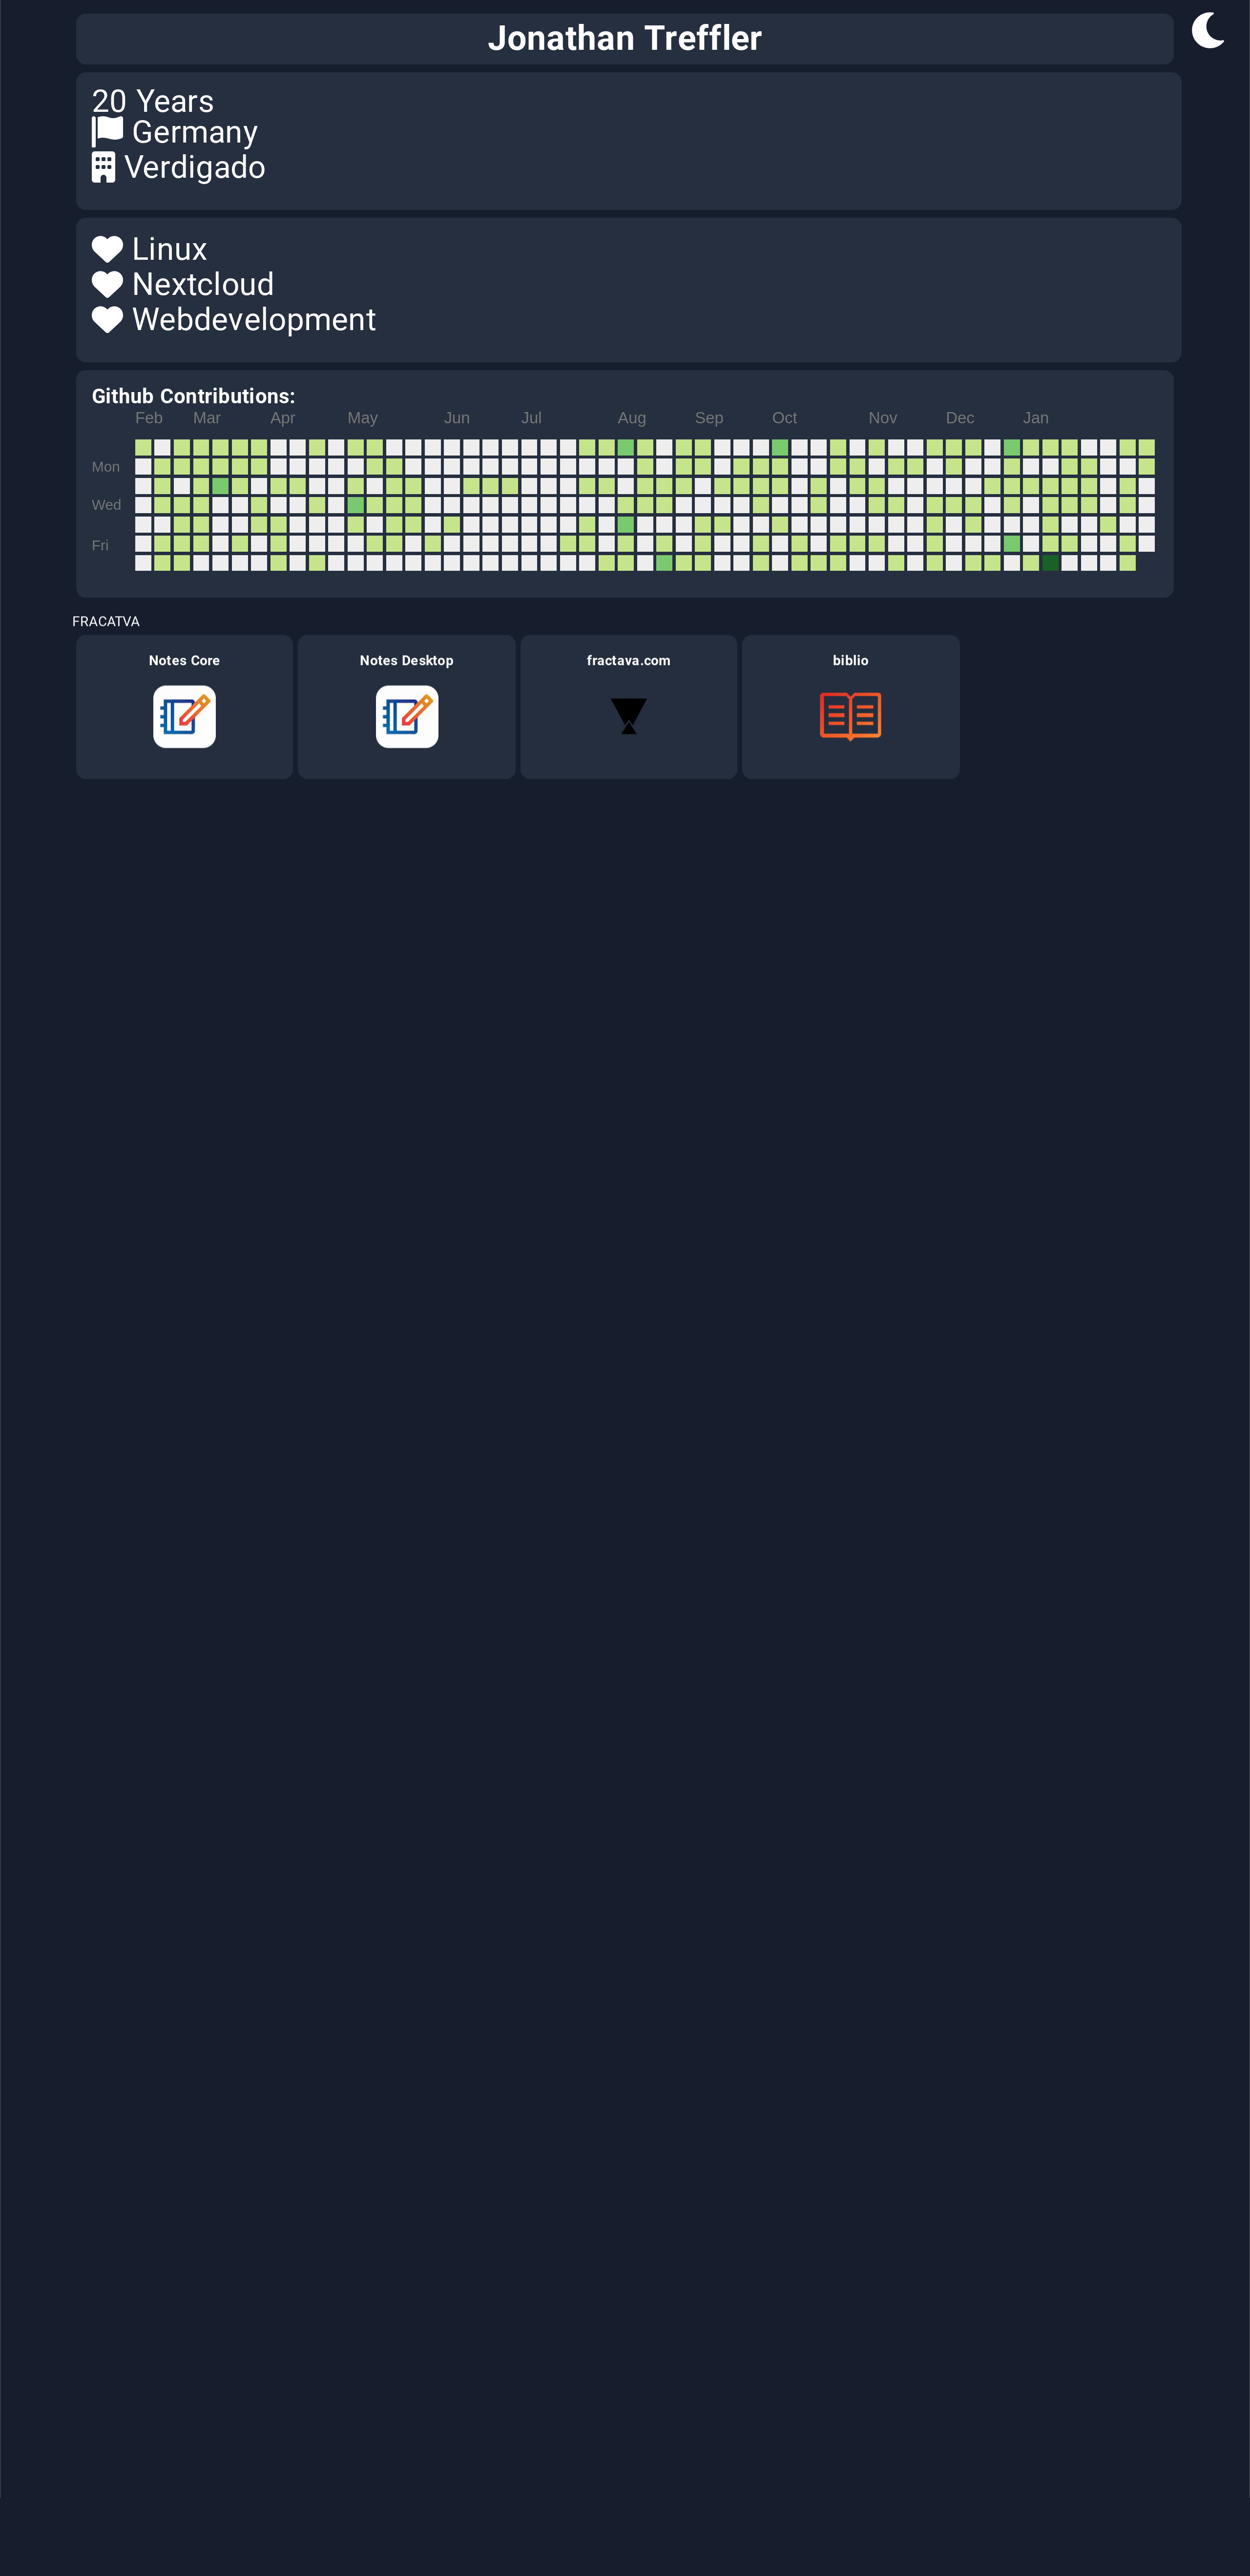 Jonathan Treffler
20 Years
Germany
Verdigado
Linux
Nextcloud
Webdevelopment
Github Contributions:
Feb Mar Apr May Jun Jul Aug Sep Oct Nov Dec Jan
Mon
Wed
Fri
FRACATVA
Notes Core Notes Desktop fractava.com biblio